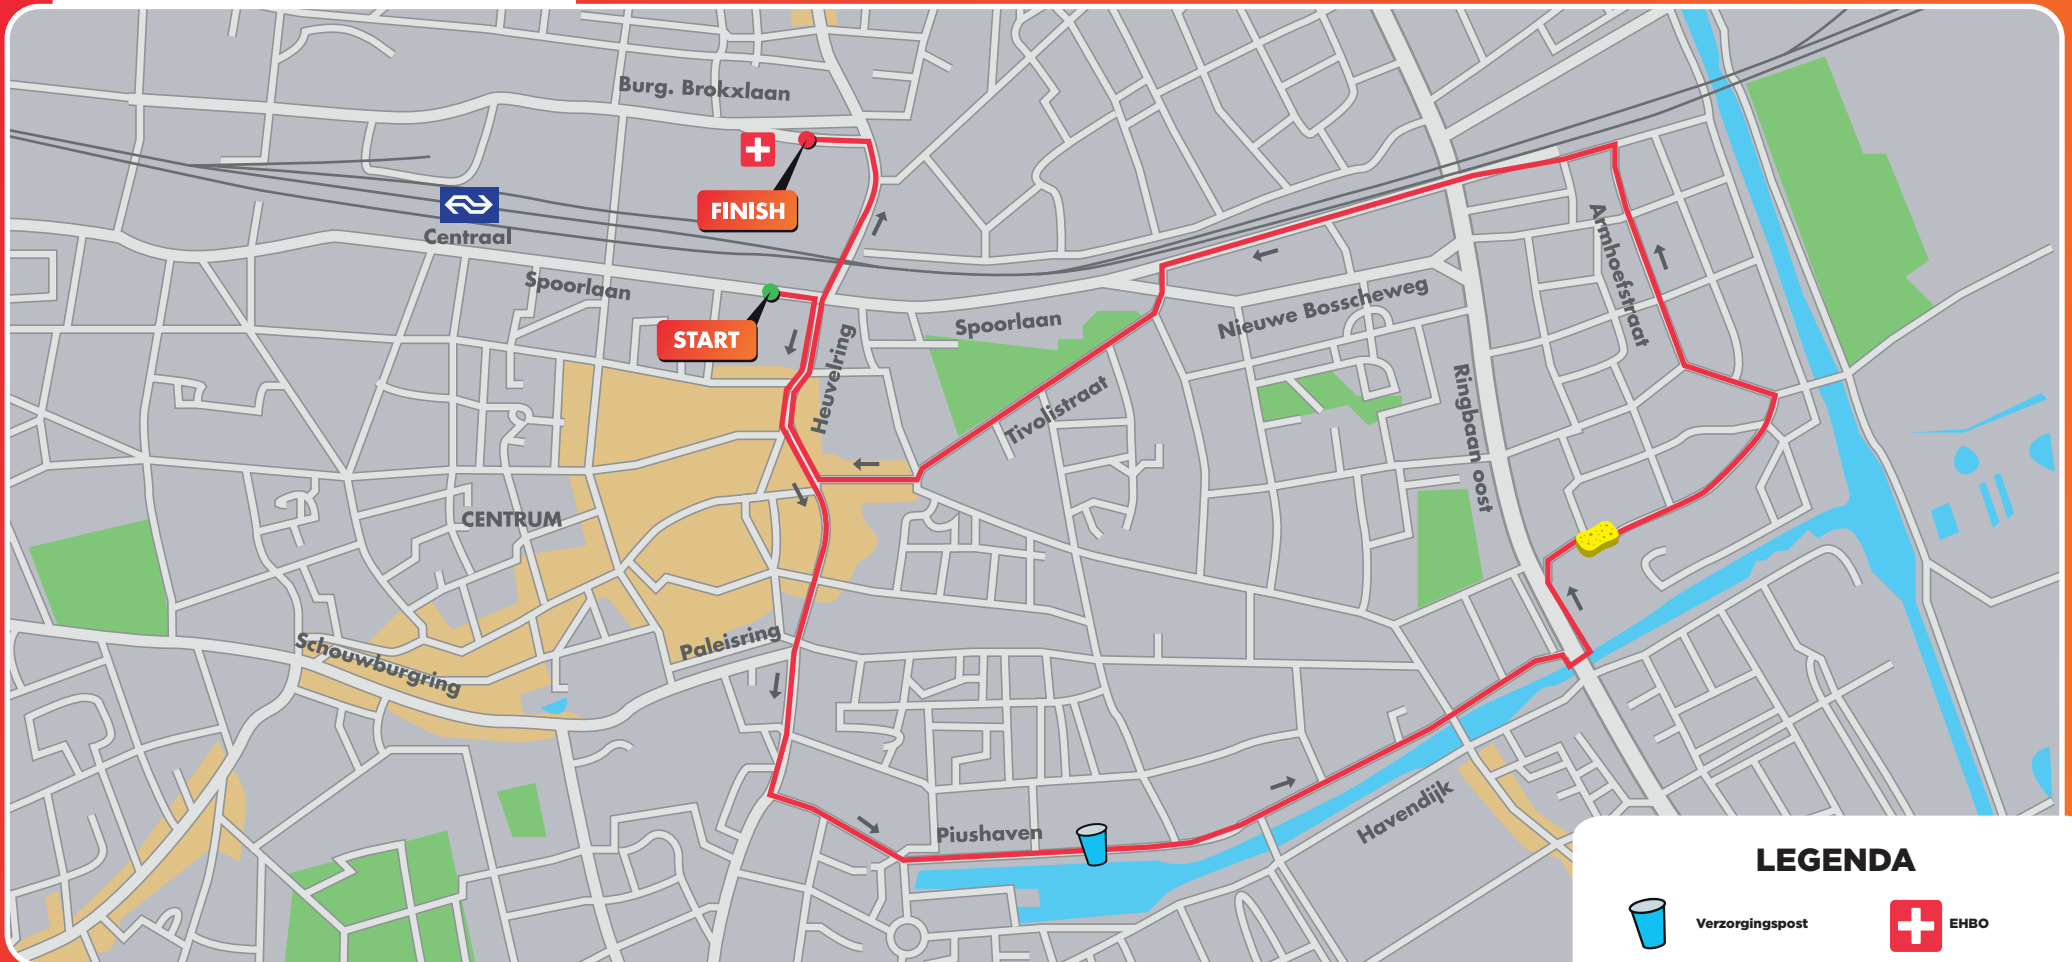 Burg. Brokxlaan
FINISH
Centraal
Spoorlaan
START
Heuvelring
Spoorlaan
Tivolistraat
Nieuwe Bosscheweg
Armhoefstraat
Ringbaan oost
CENTRUM
Schouwburgring
Paleisring
Piushaven
Havendijk
LEGENDA
Verzorgingspost
EHBO